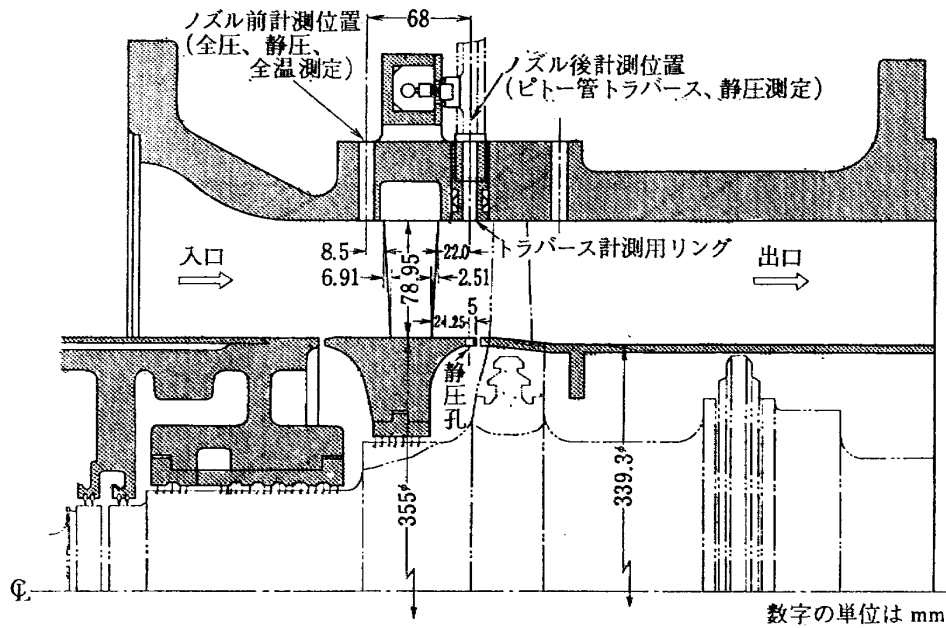 ノズル前計測位置
(全圧、静圧、
全温測定)
68
ノズル後計測位置
(ピトー管トラバース、静圧測定)
トラバース計測用リング
入口
8.5
6.91
78.95
22.0
2.51
5
21.25
出口
静圧孔
355φ
339.3φ
℄
数字の単位は mm